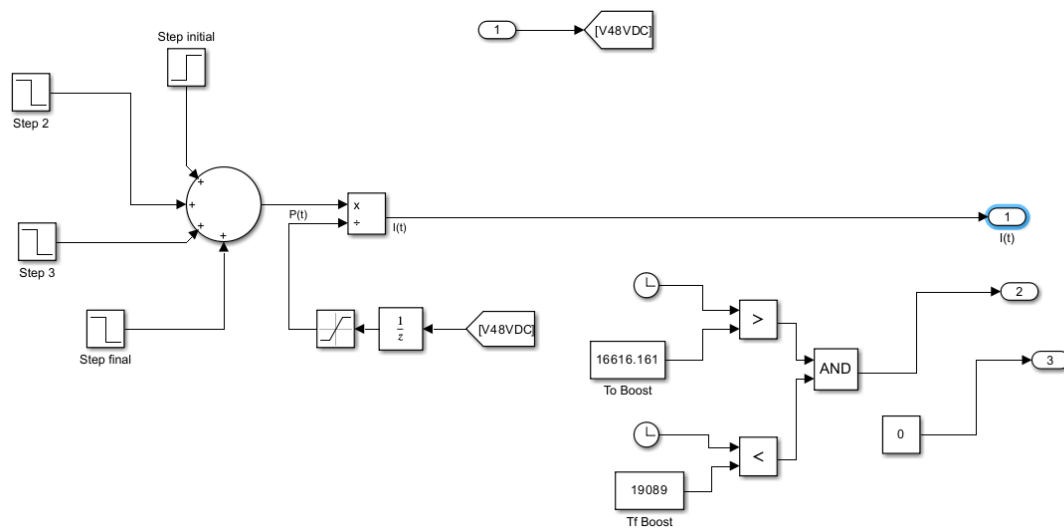 Step initial
1
[V48VDC]
Step 2
+
+
+
+
P(t)
x
÷
I(t)
1
I(t)
Step 3
Step final
1
z
[V48VDC]
>
2
16616.161
To Boost
AND
3
0
<
19089
Tf Boost